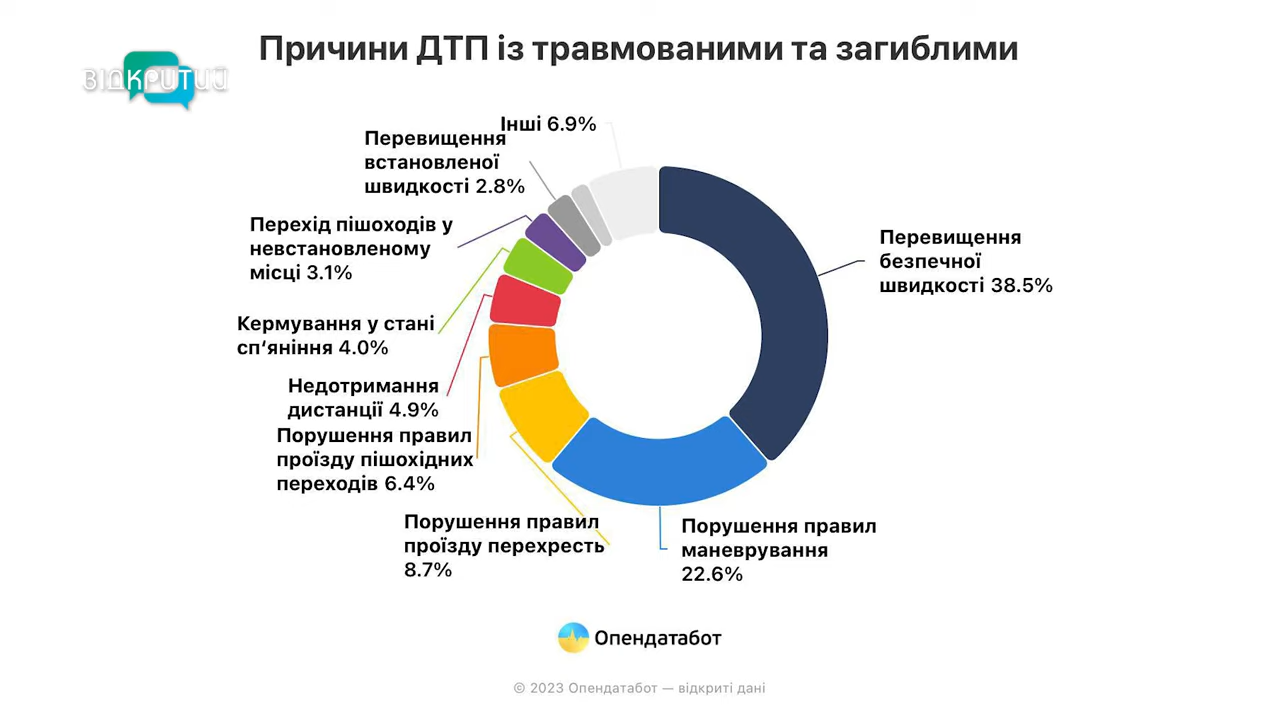 Причини ДТП із травмованими та загиблими
ВІДКРИТИЙ
Інші 6.9%
Перевищення
встановленої
швидкості 2.8%
Перехід пішоходів у
невстановленому
місці 3.1%
Перевищення
безпечної
швидкості 38.5%
Кермування у стані
сп‘яніння 4.0%
Недотримання
дистанції 4.9%
Порушення правил
проїзду пішохідних
переходів 6.4%
Порушення правил
проїзду перехресть
8.7%
Порушення правил
маневрування
22.6%
Опендатабот
© 2023 Опендатабот — відкриті дані